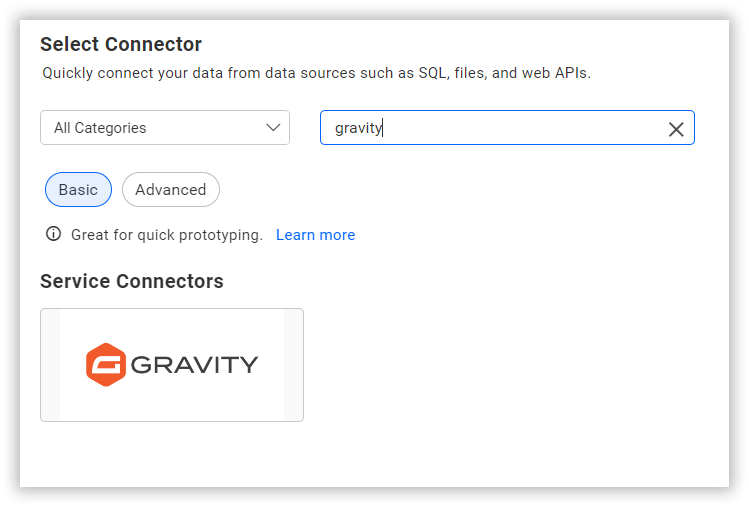 Select Connector
Quickly connect your data from data sources such as SQL, files, and web APIs.
All Categories
gravity
Basic
Advanced
Great for quick prototyping. Learn more
Service Connectors
GRAVITY